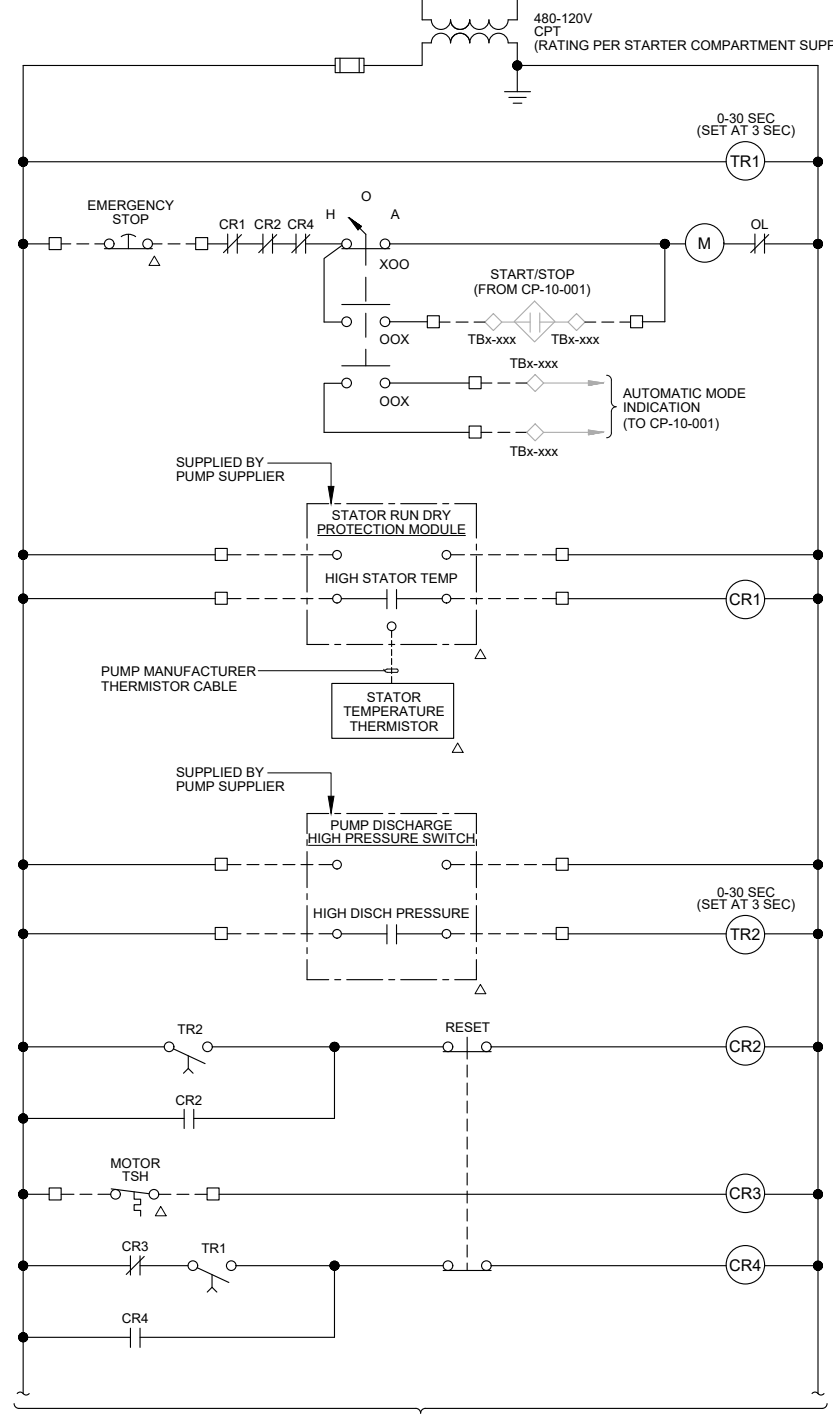 480-120V
CPT
(RATING PER STARTER COMPARTMENT SUPP
0-30 SEC
(SET AT 3 SEC)
TR1
EMERGENCY
STOP
CR1 CR2 CR4
H O A
XOO
M
OL
START/STOP
(FROM CP-10-001)
OOX
TBx-xxx TBx-xxx
TBx-xxx
OOX
AUTOMATIC MODE
INDICATION
(TO CP-10-001)
TBx-xxx
SUPPLIED BY
PUMP SUPPLIER
STATOR RUN DRY
PROTECTION MODULE
HIGH STATOR TEMP
CR1
PUMP MANUFACTURER
THERMISTOR CABLE
STATOR
TEMPERATURE
THERMISTOR
SUPPLIED BY
PUMP SUPPLIER
PUMP DISCHARGE
HIGH PRESSURE SWITCH
0-30 SEC
(SET AT 3 SEC)
HIGH DISCH PRESSURE
TR2
TR2
RESET
CR2
CR2
MOTOR
TSH
CR3
CR3
TR1
CR4
CR4